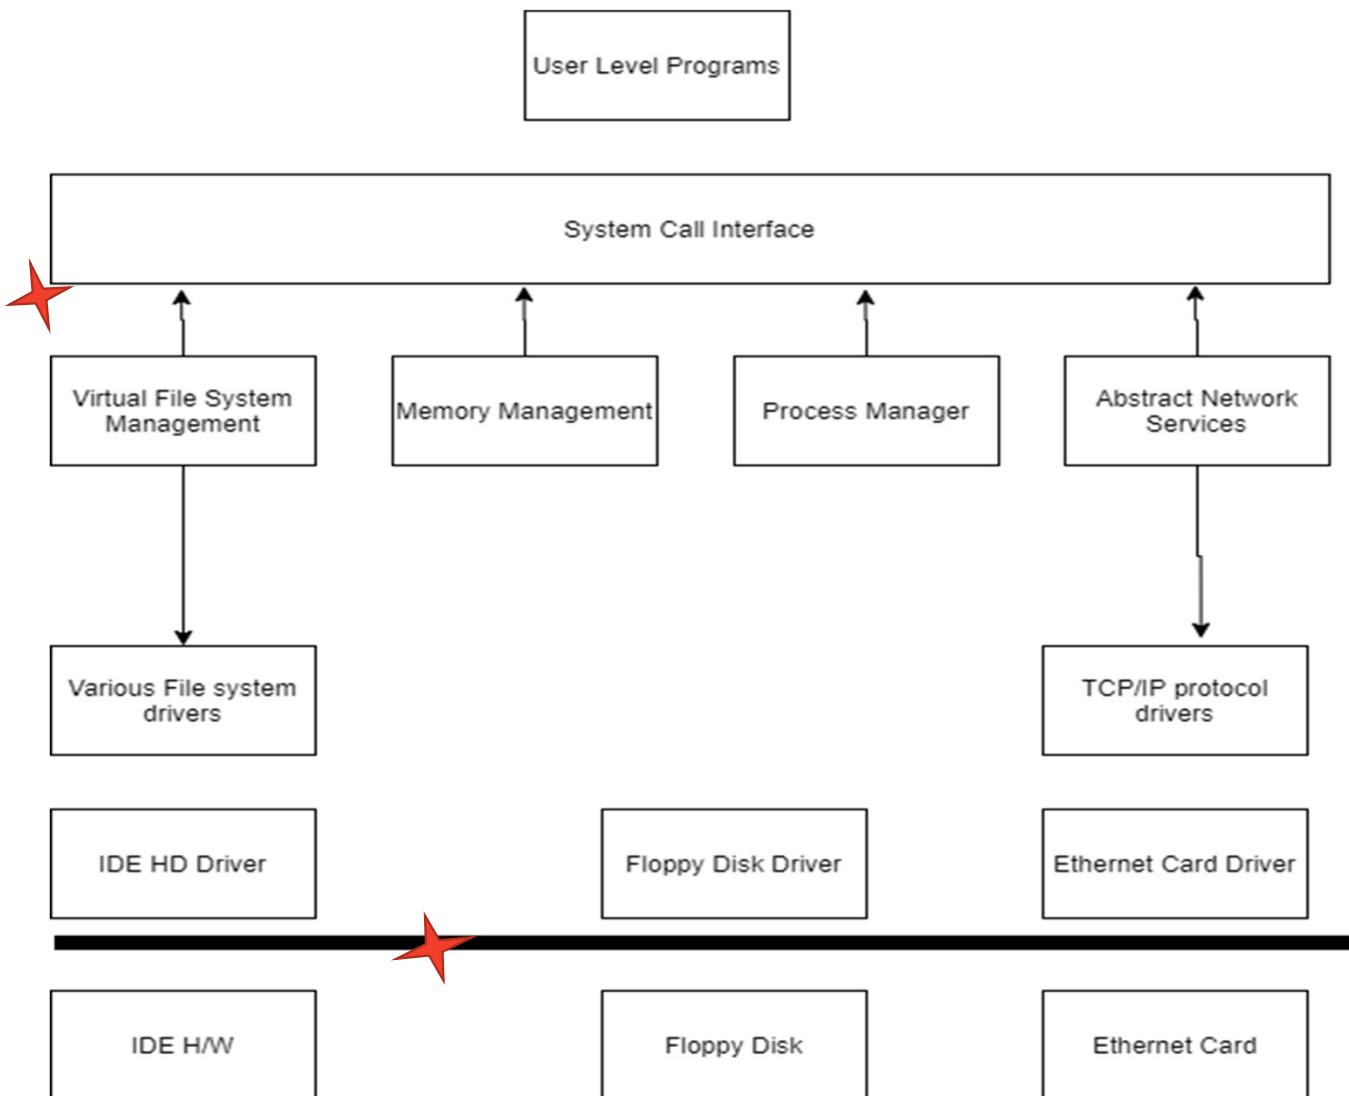 User Level Programs
System Call Interface
Virtual File System
Management
Memory Management
Process Manager
Abstract Network
Services
Various File system
drivers
TCP/IP protocol
drivers
IDE HD Driver
Floppy Disk Driver
Ethernet Card Driver
IDE H/W
Floppy Disk
Ethernet Card